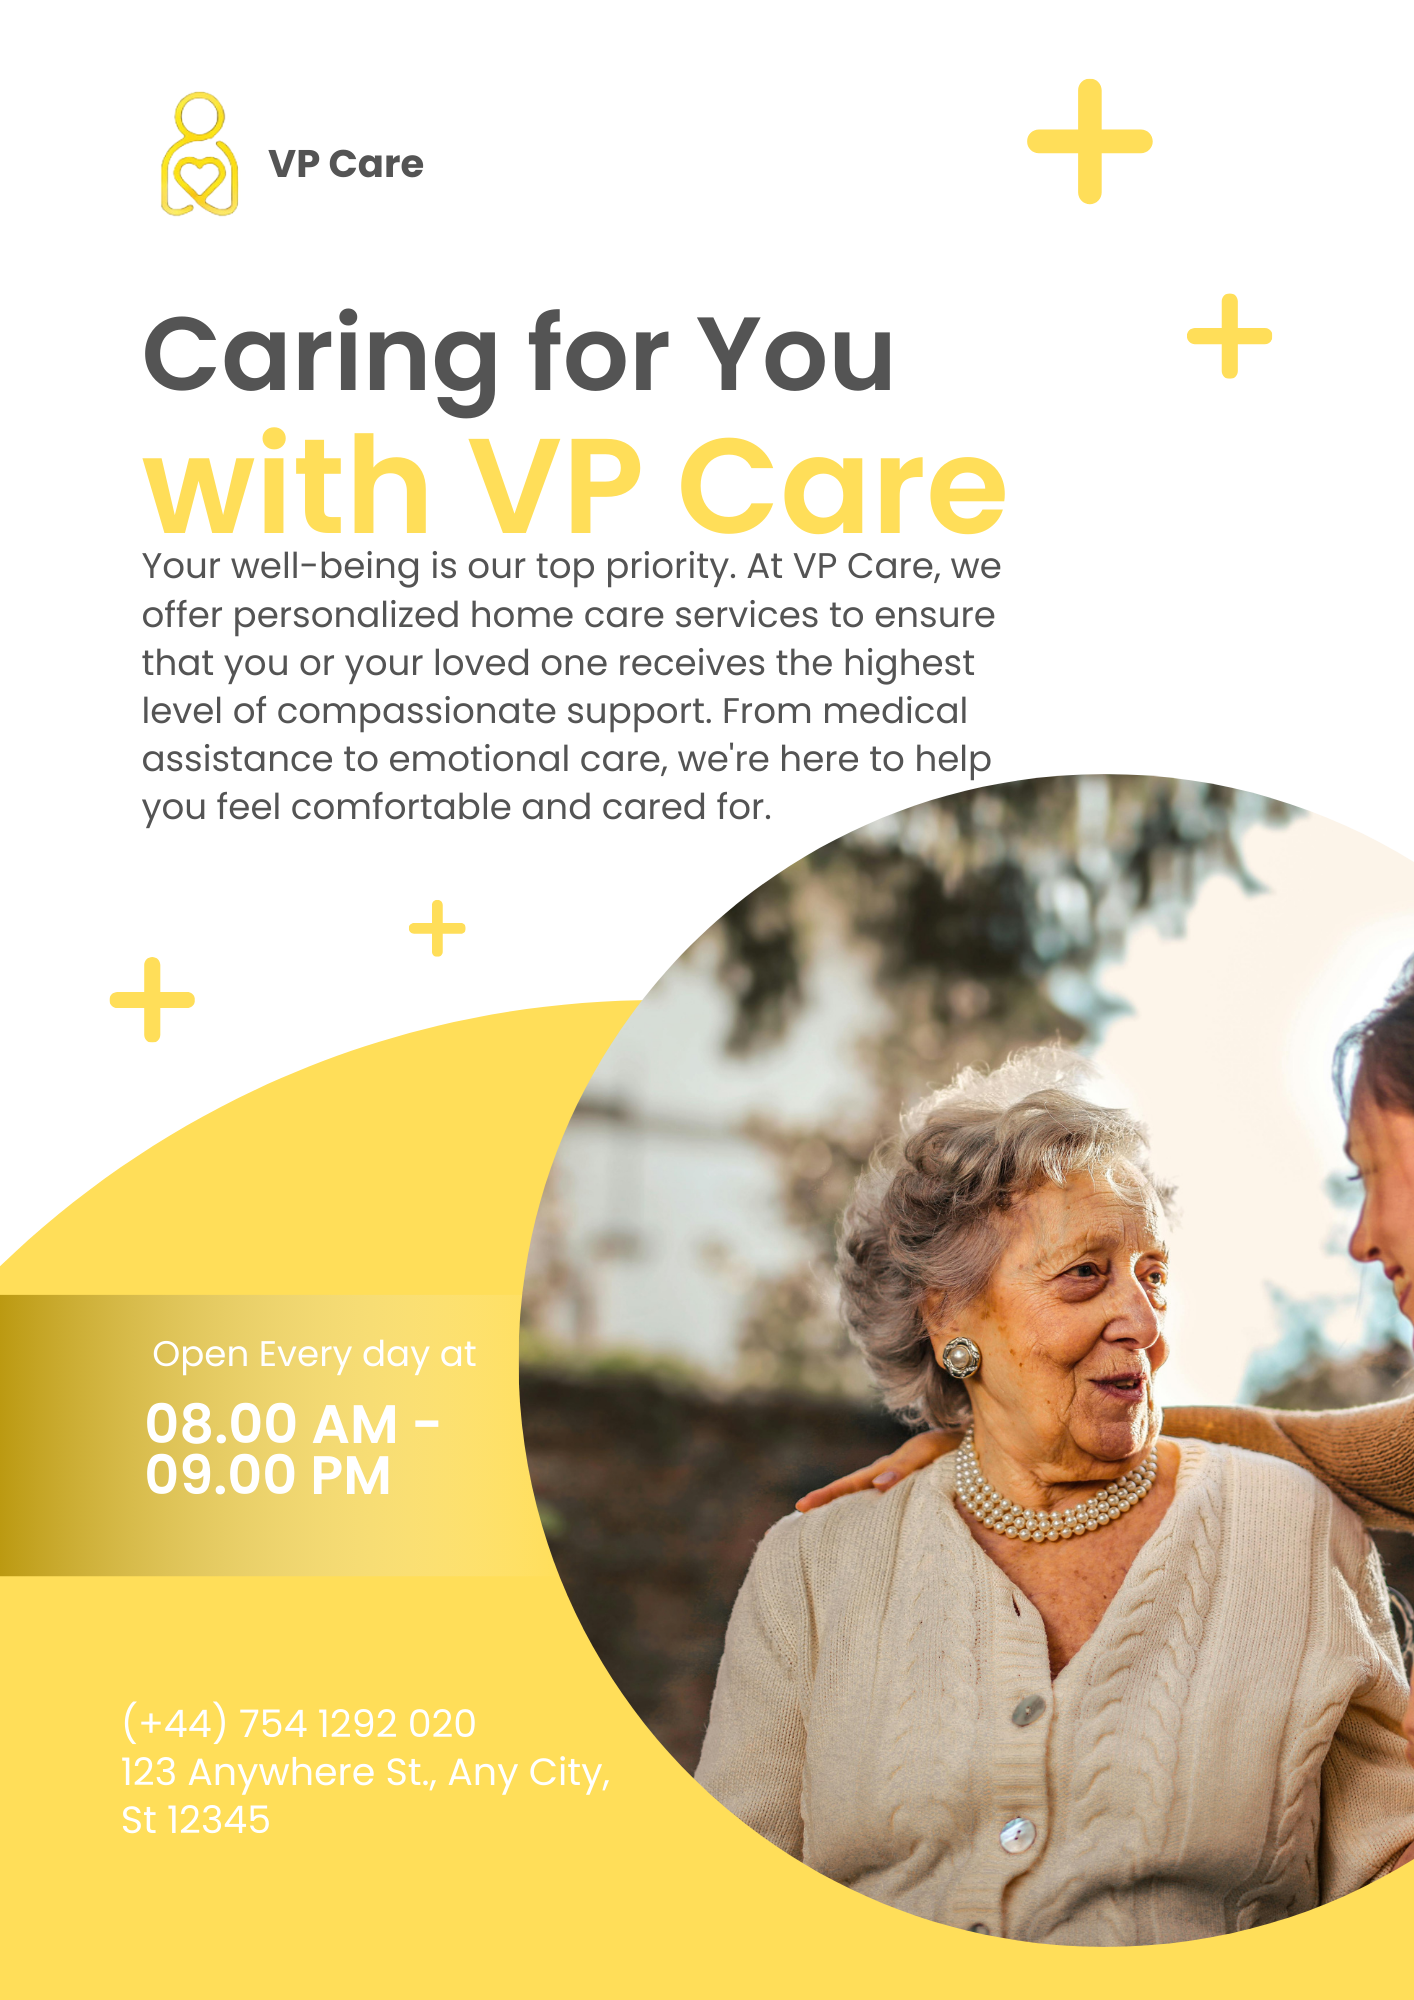 VP Care
Caring for You
with VP Care
Your well-being is our top priority. At VP Care, we
offer personalized home care services to ensure
that you or your loved one receives the highest
level of compassionate support. From medical
assistance to emotional care, we're here to help
you feel comfortable and cared for.
Open Every day at
08.00 AM -
09.00 PM
(+44) 754 1292 020
123 Anywhere St., Any City,
St 12345